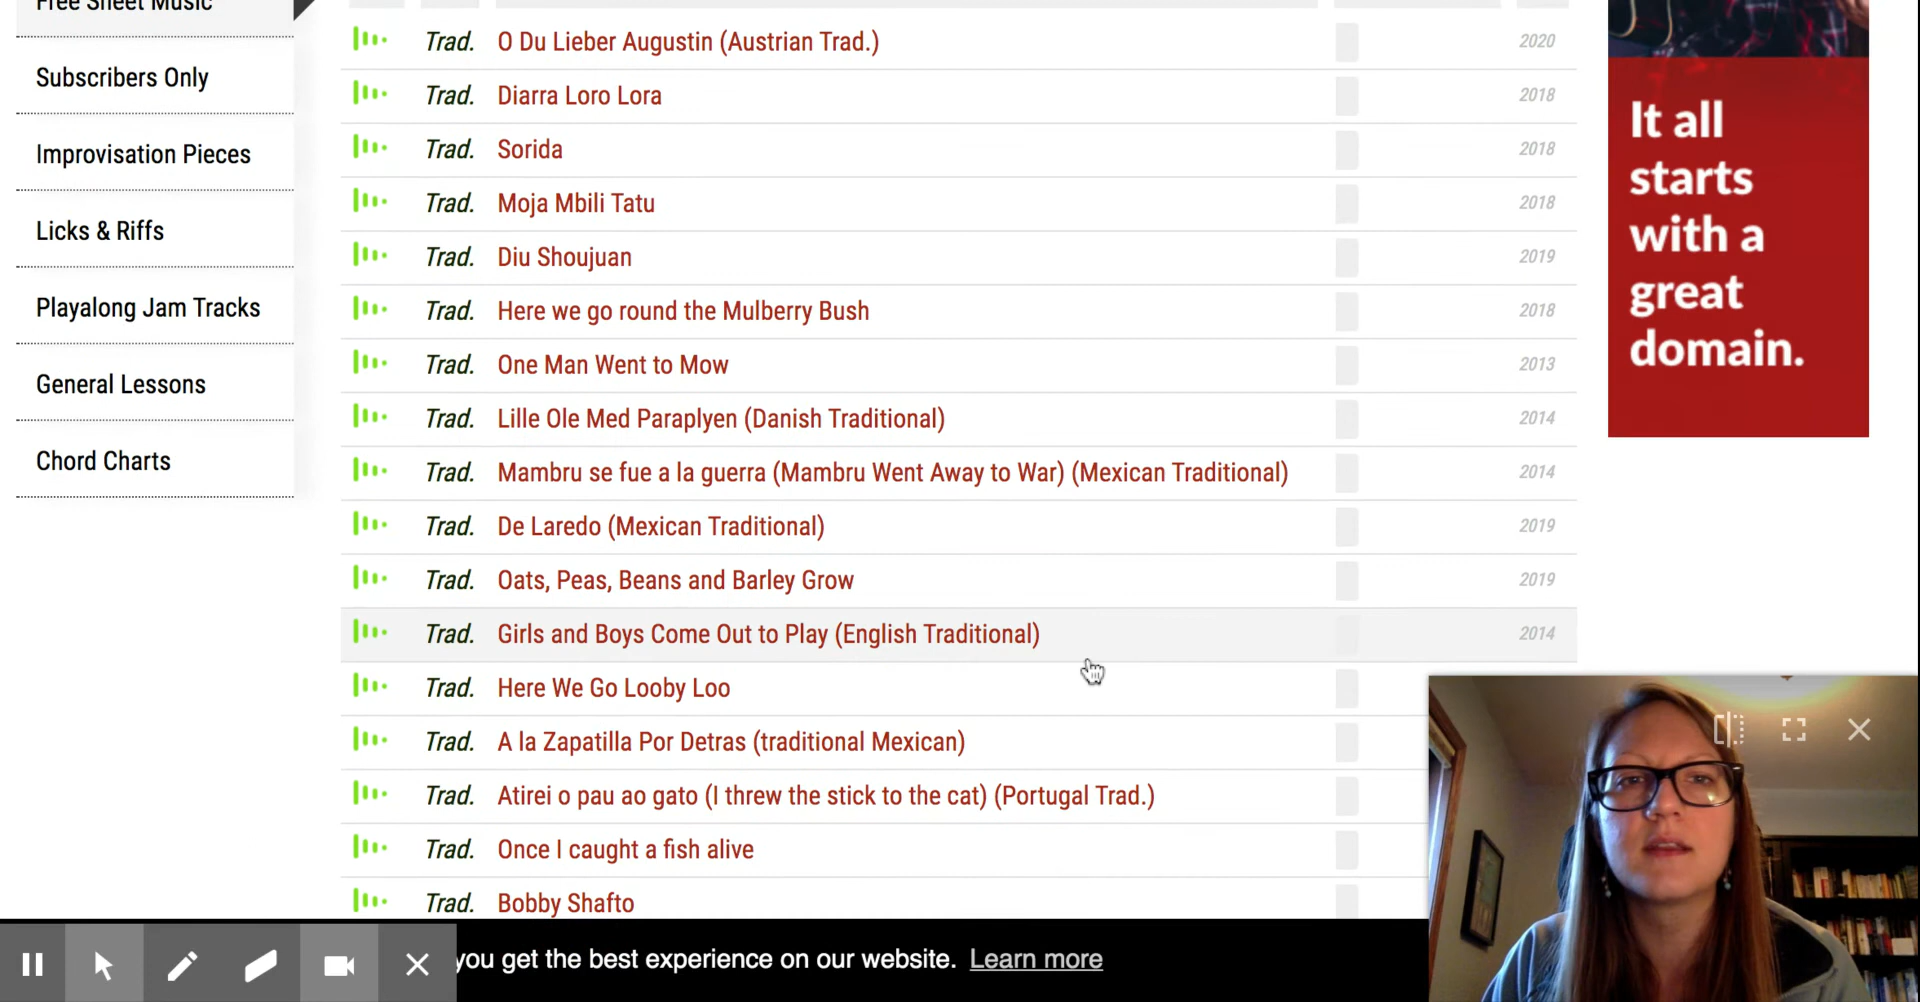 Free Sheet Music
Subscribers Only
Improvisation Pieces
Licks & Riffs
Playalong Jam Tracks
General Lessons
Chord Charts
Trad. O Du Lieber Augustin (Austrian Trad.) 2020
Trad. Diarra Loro Lora 2018
Trad. Sorida 2018
Trad. Moja Mbili Tatu 2018
Trad. Diu Shoujuan 2019
Trad. Here we go round the Mulberry Bush 2018
Trad. One Man Went to Mow 2013
Trad. Lille Ole Med Paraplyen (Danish Traditional) 2014
Trad. Mambru se fue a la guerra (Mambru Went Away to War) (Mexican Traditional) 2014
Trad. De Laredo (Mexican Traditional) 2019
Trad. Oats, Peas, Beans and Barley Grow 2019
Trad. Girls and Boys Come Out to Play (English Traditional) 2014
Trad. Here We Go Looby Loo
Trad. A la Zapatilla Por Detras (traditional Mexican)
Trad. Atirei o pau ao gato (I threw the stick to the cat) (Portugal Trad.)
Trad. Once I caught a fish alive
Trad. Bobby Shafto
It all
starts
with a
great
domain.
you get the best experience on our website. Learn more